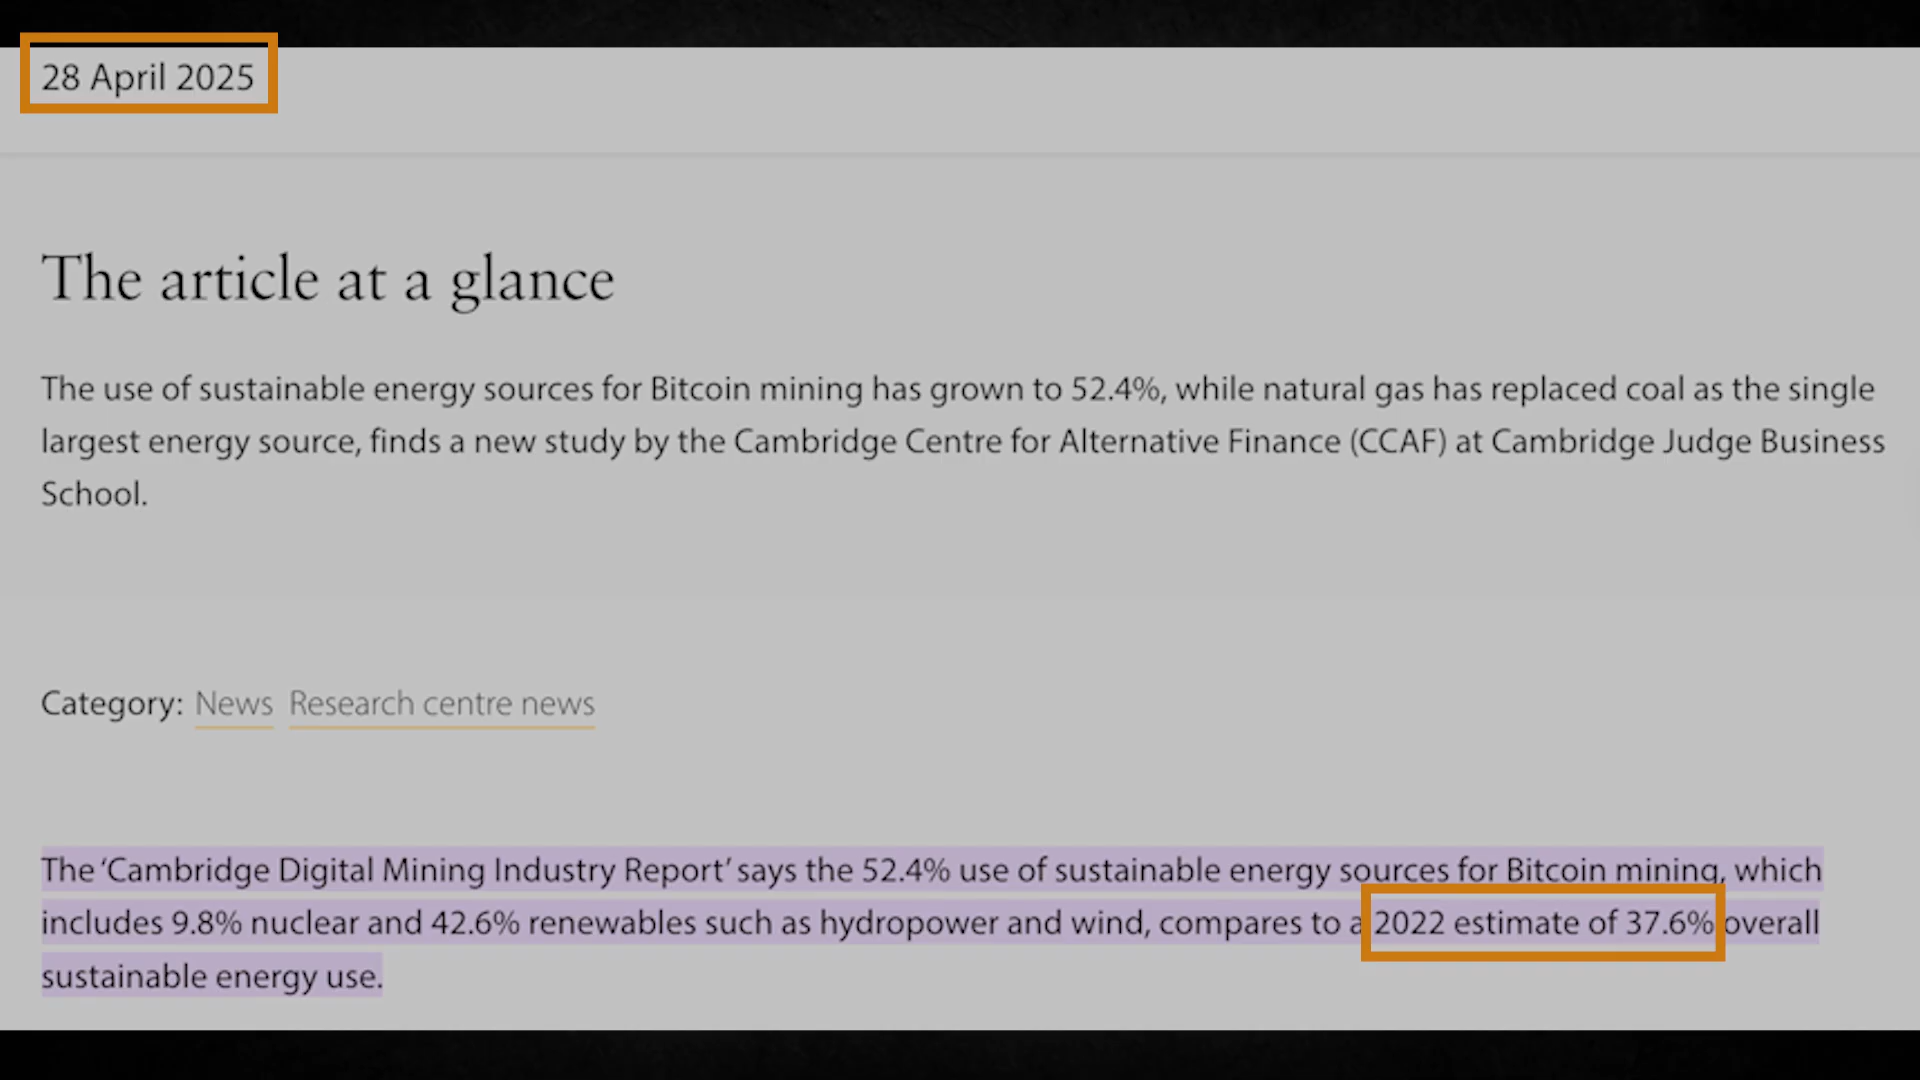 28 April 2025
The article at a glance
The use of sustainable energy sources for Bitcoin mining has grown to 52.4%, while natural gas has replaced coal as the single
largest energy source, finds a new study by the Cambridge Centre for Alternative Finance (CCAF) at Cambridge Judge Business
School.
Category: News Research centre news
The ‘Cambridge Digital Mining Industry Report’ says the 52.4% use of sustainable energy sources for Bitcoin mining, which
includes 9.8% nuclear and 42.6% renewables such as hydropower and wind, compares to a 2022 estimate of 37.6% overall
sustainable energy use.